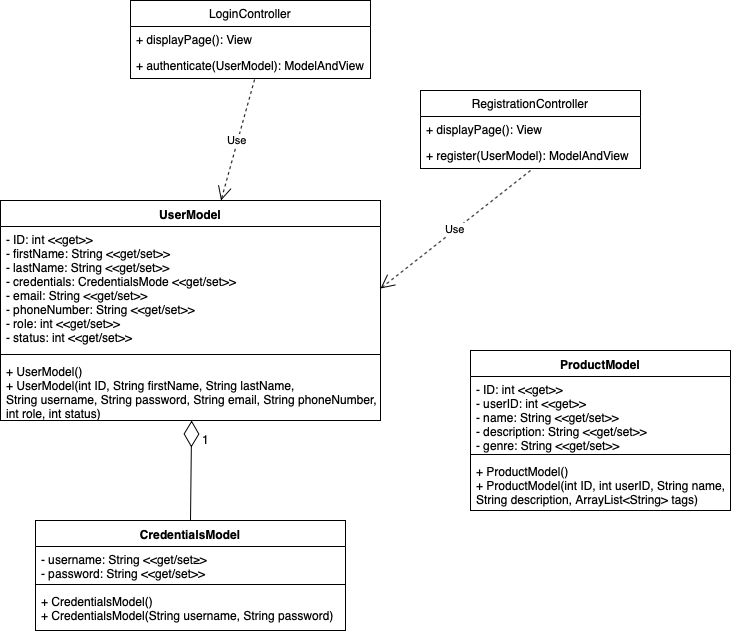 LoginController
+ displayPage(): View
+ authenticate(UserModel): ModelAndView
Use
RegistrationController
+ displayPage(): View
+ register(UserModel): ModelAndView
Use
UserModel
- ID: int <<get>>
- firstName: String <<get/set>>
- lastName: String <<get/set>>
- credentials: CredentialsMode <<get/set>>
- email: String <<get/set>>
- phoneNumber: String <<get/set>>
- role: int <<get/set>>
- status: int <<get/set>>
+ UserModel()
+ UserModel(int ID, String firstName, String lastName,
String username, String password, String email, String phoneNumber,
int role, int status)
1
ProductModel
- ID: int <<get>>
- userID: int <<get>>
- name: String <<get/set>>
- description: String <<get/set>>
- genre: String <<get/set>>
+ ProductModel()
+ ProductModel(int ID, int userID, String name,
String description, ArrayList<String> tags)
CredentialsModel
- username: String <<get/set≥>
- password: String <<get/set>>
+ CredentialsModel()
+ CredentialsModel(String username, String password)